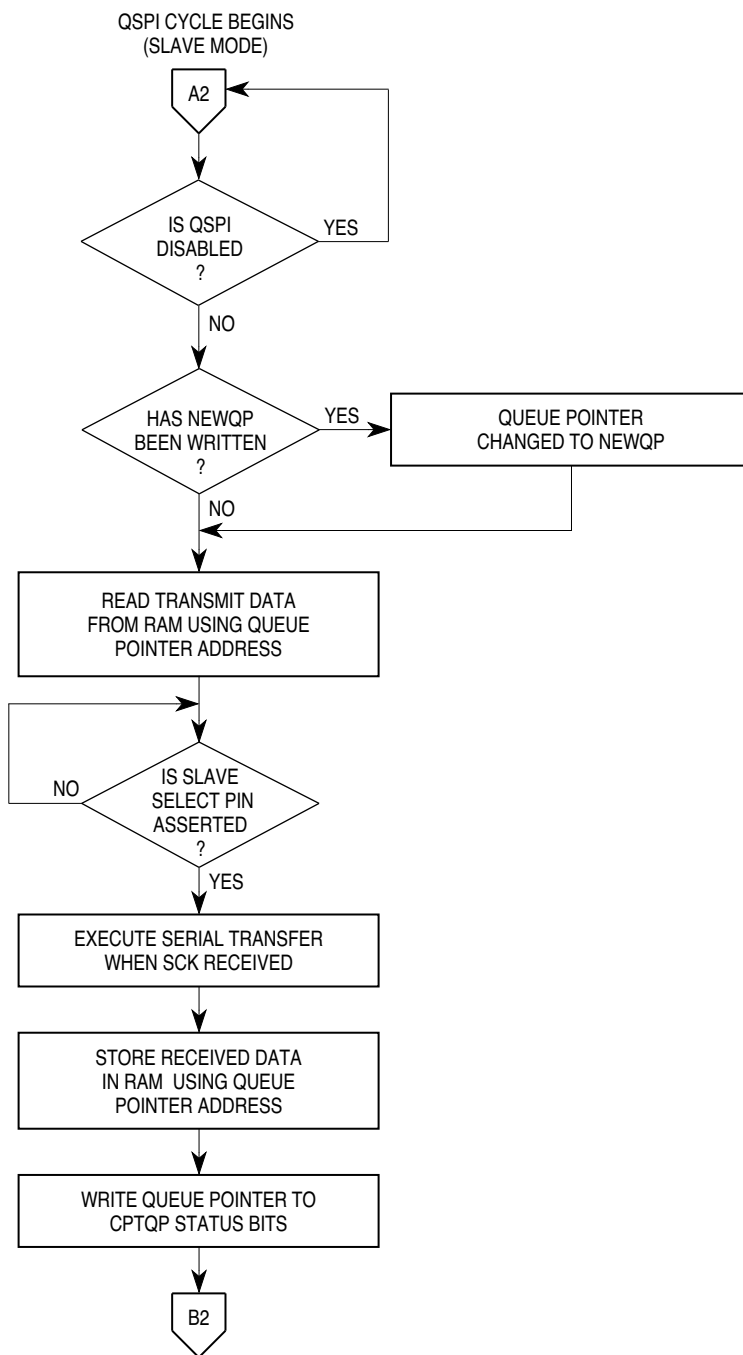 QSPI CYCLE BEGINS
(SLAVE MODE)
A2
IS QSPI
DISABLED
?
YES
NO
HAS NEWQP
BEEN WRITTEN
?
YES
QUEUE POINTER
CHANGED TO NEWQP
NO
READ TRANSMIT DATA
FROM RAM USING QUEUE
POINTER ADDRESS
IS SLAVE
SELECT PIN
ASSERTED
?
NO
YES
EXECUTE SERIAL TRANSFER
WHEN SCK RECEIVED
STORE RECEIVED DATA
IN RAM USING QUEUE
POINTER ADDRESS
WRITE QUEUE POINTER TO
CPTQP STATUS BITS
B2